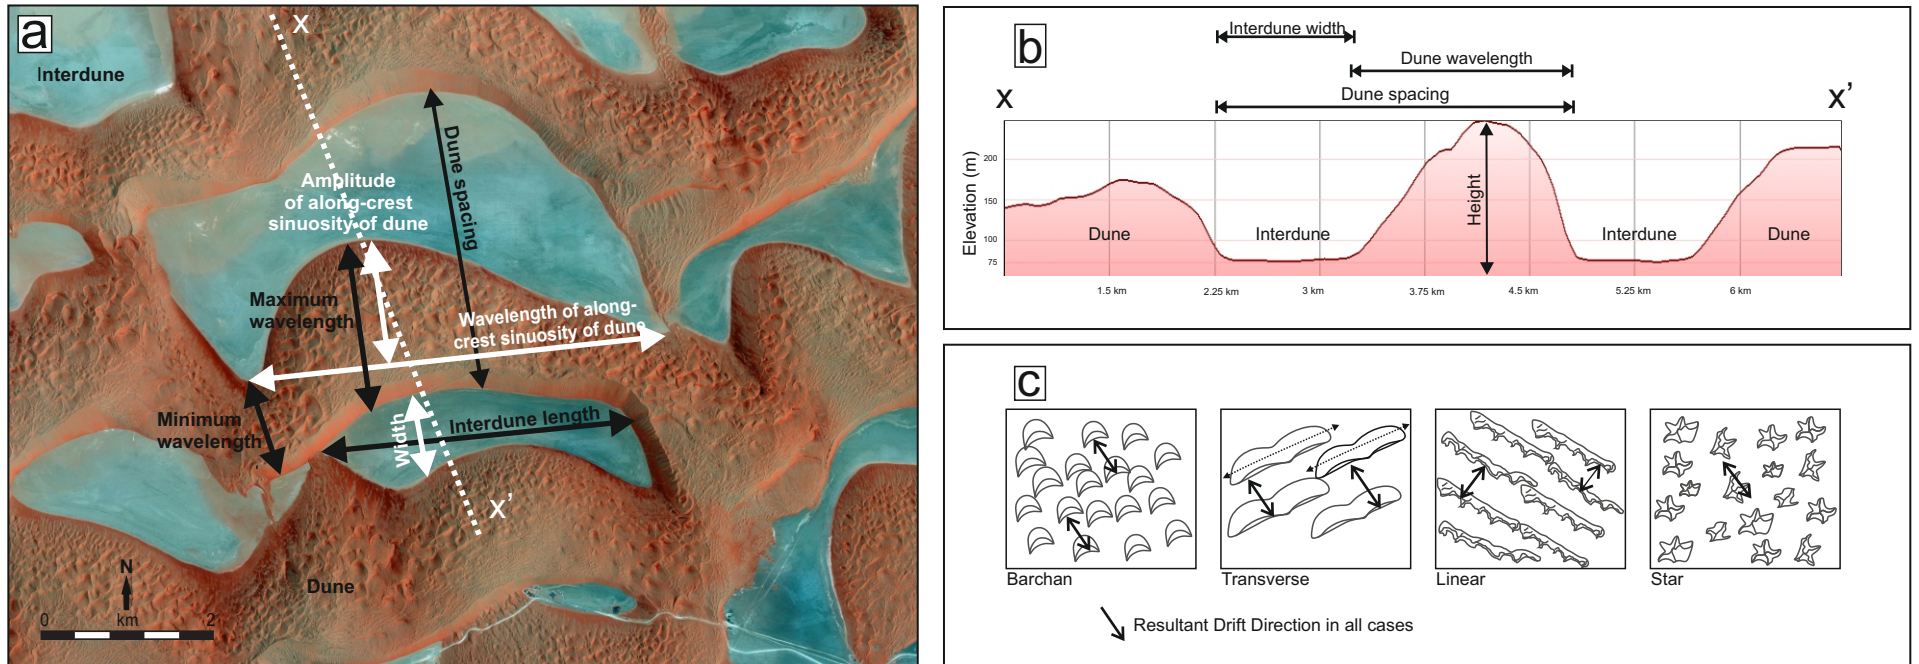 a
X
Interdune
Dune spacing
Amplitude
of along-crest
sinuosity of dune
Maximum
wavelength
Wavelength of along-
crest sinuosity of dune
Minimum
wavelength
Width
Interdune length
X’
N
0 km 2
Dune
b
Interdune width
Dune wavelength
Dune spacing
X X’
Elevation (m)
200
150
100
75
Height
Dune Interdune Interdune Dune
1.5 km 2.25 km 3 km 3.75 km 4.5 km 5.25 km 6 km
c
Barchan Transverse Linear Star
Resultant Drift Direction in all cases